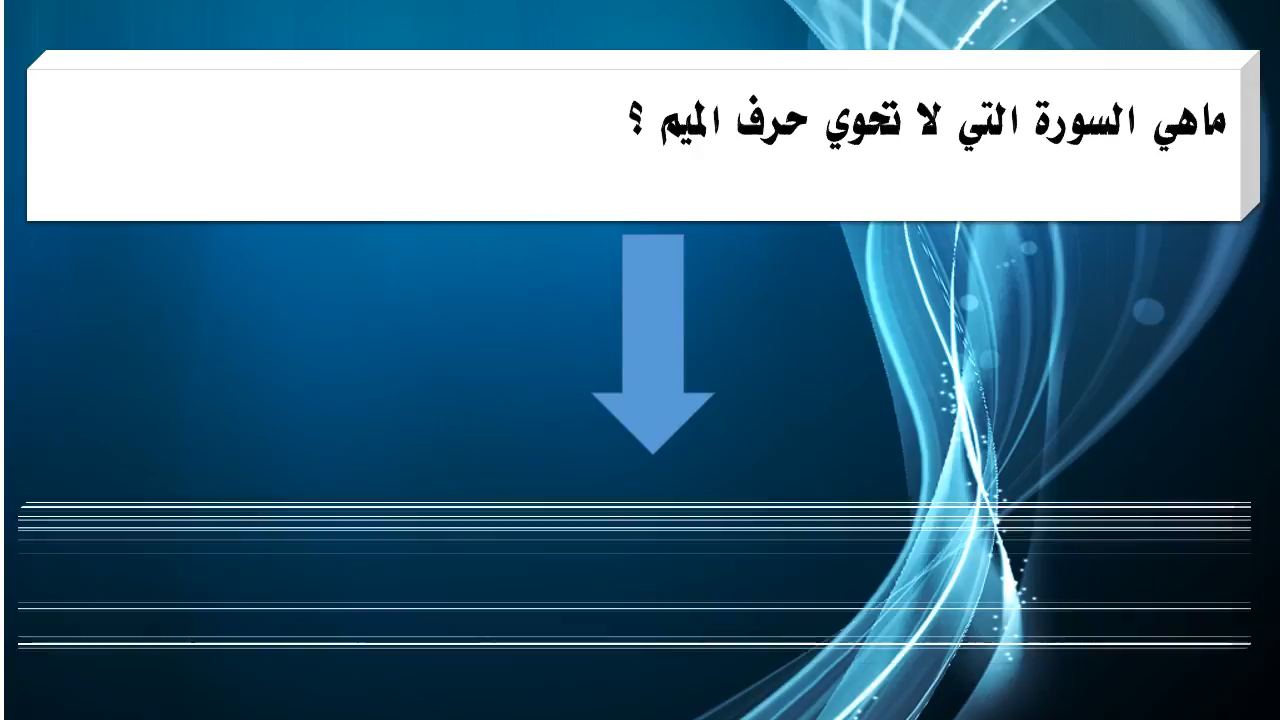 ماهي السورة التي لا تحوي حرف الميم ؟